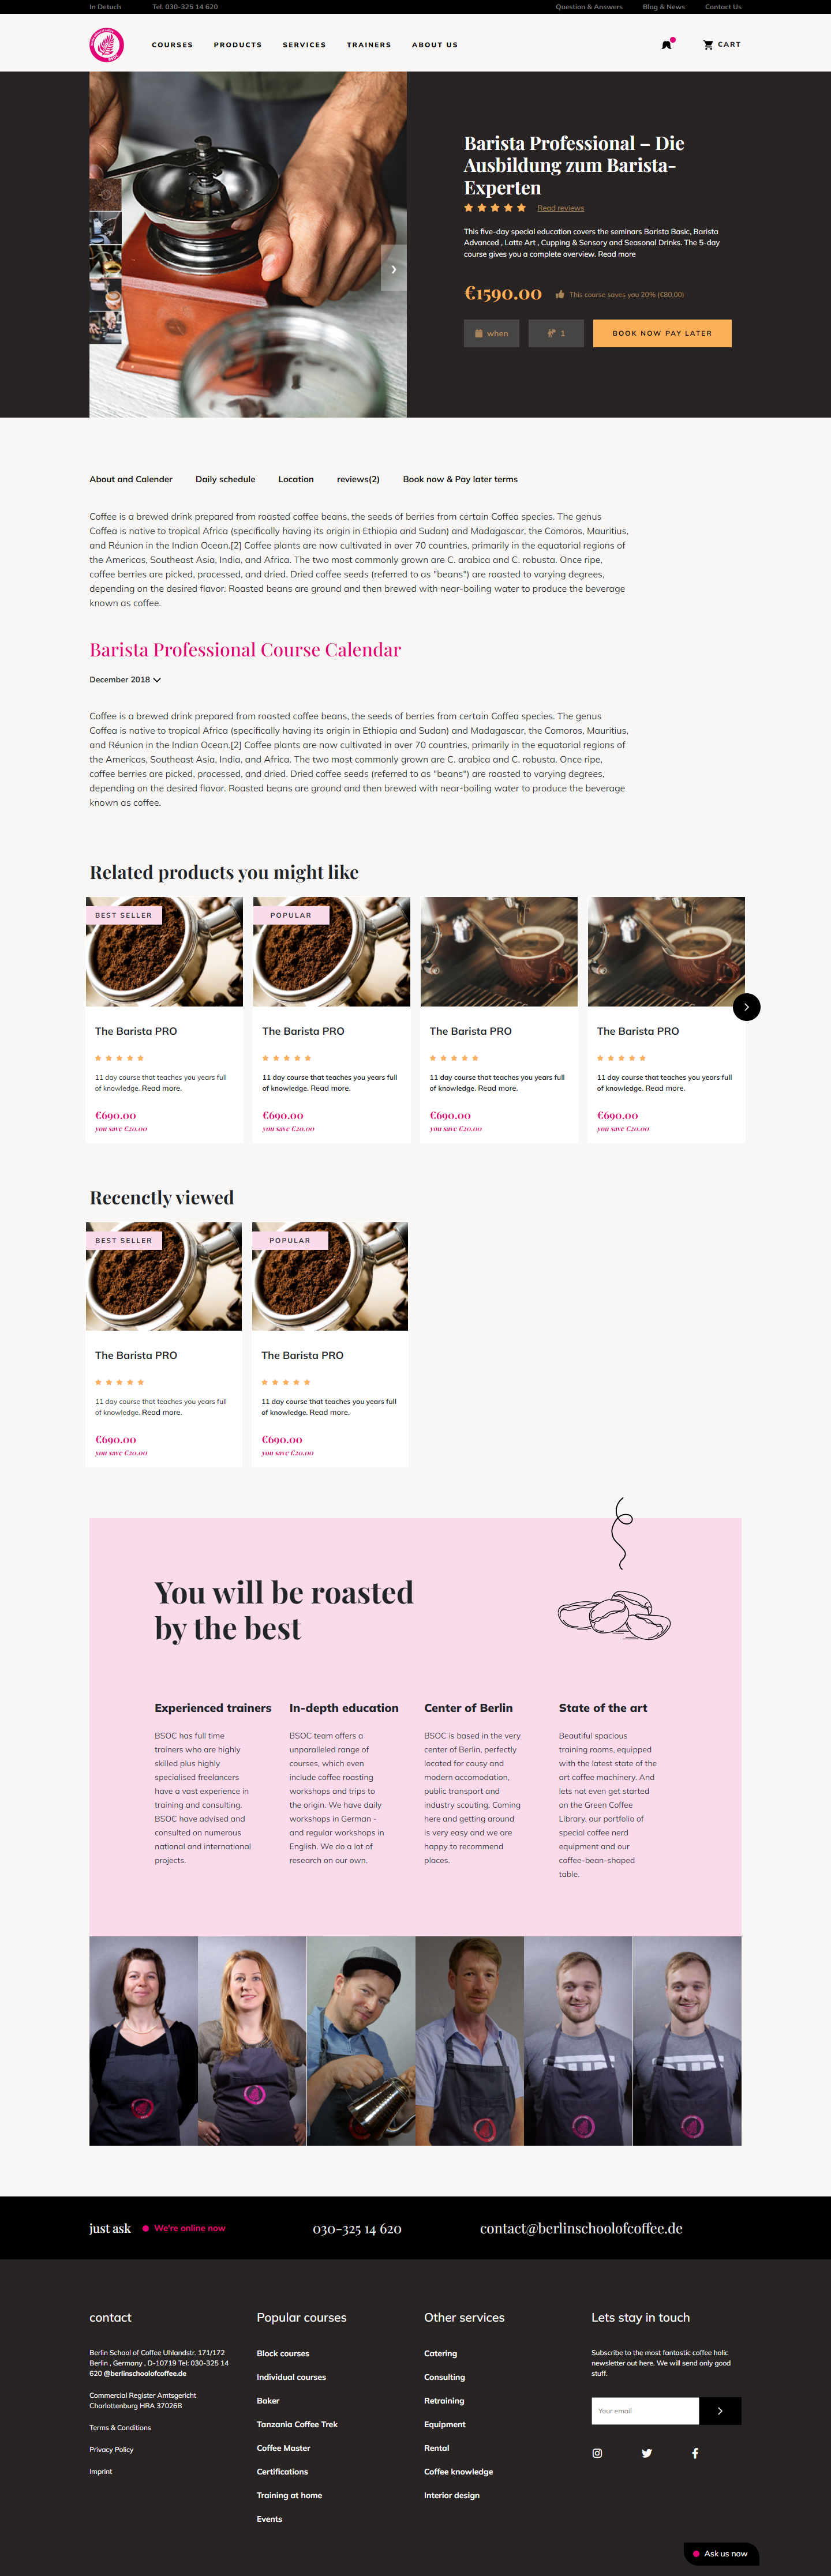 In Detuch Tel. 030-325 14 620 Question & Answers Blog & News Contact Us
COURSES PRODUCTS SERVICES TRAINERS ABOUT US CART
Barista Professional – Die
Ausbildung zum Barista-
Experten
Read reviews
This five-day special education covers the seminars Barista Basic, Barista
Advanced , Latte Art , Cupping & Sensory and Seasonal Drinks. The 5-day
course gives you a complete overview. Read more
€1590.00 This course saves you 20% (€80,00)
when 1 BOOK NOW PAY LATER
About and Calender Daily schedule Location reviews(2) Book now & Pay later terms
Coffee is a brewed drink prepared from roasted coffee beans, the seeds of berries from certain Coffea species. The genus
Coffea is native to tropical Africa (specifically having its origin in Ethiopia and Sudan) and Madagascar, the Comoros, Mauritius,
and Réunion in the Indian Ocean.[2] Coffee plants are now cultivated in over 70 countries, primarily in the equatorial regions of
the Americas, Southeast Asia, India, and Africa. The two most commonly grown are C. arabica and C. robusta. Once ripe,
coffee berries are picked, processed, and dried. Dried coffee seeds (referred to as "beans") are roasted to varying degrees,
depending on the desired flavor. Roasted beans are ground and then brewed with near-boiling water to produce the beverage
known as coffee.
Barista Professional Course Calendar
December 2018
Coffee is a brewed drink prepared from roasted coffee beans, the seeds of berries from certain Coffea species. The genus
Coffea is native to tropical Africa (specifically having its origin in Ethiopia and Sudan) and Madagascar, the Comoros, Mauritius,
and Réunion in the Indian Ocean.[2] Coffee plants are now cultivated in over 70 countries, primarily in the equatorial regions of
the Americas, Southeast Asia, India, and Africa. The two most commonly grown are C. arabica and C. robusta. Once ripe,
coffee berries are picked, processed, and dried. Dried coffee seeds (referred to as "beans") are roasted to varying degrees,
depending on the desired flavor. Roasted beans are ground and then brewed with near-boiling water to produce the beverage
known as coffee.
Related products you might like
BEST SELLER
The Barista PRO
11 day course that teaches you years full
of knowledge. Read more.
€690.00
you save €20.00
POPULAR
The Barista PRO
11 day course that teaches you years full
of knowledge. Read more.
€690.00
you save €20.00
The Barista PRO
11 day course that teaches you years full
of knowledge. Read more.
€690.00
you save €20.00
The Barista PRO
11 day course that teaches you years full
of knowledge. Read more.
€690.00
you save €20.00
Recenctly viewed
BEST SELLER
The Barista PRO
11 day course that teaches you years full
of knowledge. Read more.
€690.00
you save €20.00
POPULAR
The Barista PRO
11 day course that teaches you years full
of knowledge. Read more.
€690.00
you save €20.00
You will be roasted
by the best
Experienced trainers
BSOC has full time
trainers who are highly
skilled plus highly
specialised freelancers
have a vast experience in
training and consulting.
BSOC have advised and
consulted on numerous
national and international
projects.
In-depth education
BSOC team offers a
unparalleled range of
courses, which even
include coffee roasting
workshops and trips to
the origin. We have daily
workshops in German -
and regular workshops in
English. We do a lot of
research on our own.
Center of Berlin
BSOC is based in the very
center of Berlin, perfectly
located for cousy and
modern accomodation,
public transport and
industry scouting. Coming
here and getting around
is very easy and we are
happy to recommend
places.
State of the art
Beautiful spacious
training rooms, equipped
with the latest state of the
art coffee machinery. And
lets not even get started
on the Green Coffee
Library, our portfolio of
special coffee nerd
equipment and our
coffee-bean-shaped
table.
just ask We're online now 030-325 14 620 contact@berlinschoolofcoffee.de
contact
Berlin School of Coffee Uhlandstr. 171/172
Berlin , Germany , D-10719 Tel: 030-325 14
620 @berlinschoolofcoffee.de
Commercial Register Amtsgericht
Charlottenburg HRA 37026B
Terms & Conditions
Privacy Policy
Imprint
Popular courses
Block courses
Individual courses
Baker
Tanzania Coffee Trek
Coffee Master
Certifications
Training at home
Events
Other services
Catering
Consulting
Retraining
Equipment
Rental
Coffee knowledge
Interior design
Lets stay in touch
Subscribe to the most fantastic coffee holic
newsletter out here. We will send only good
stuff.
Your email
Ask us now